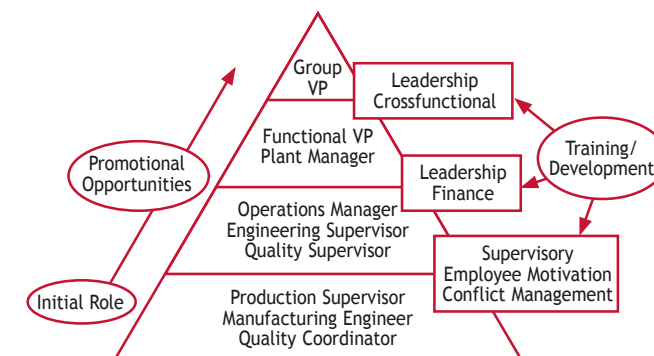 Group
VP
Leadership
Crossfunctional
Functional VP
Plant Manager
Training/
Development
Promotional
Opportunities
Leadership
Finance
Operations Manager
Engineering Supervisor
Quality Supervisor
Supervisory
Employee Motivation
Conflict Management
Initial Role
Production Supervisor
Manufacturing Engineer
Quality Coordinator